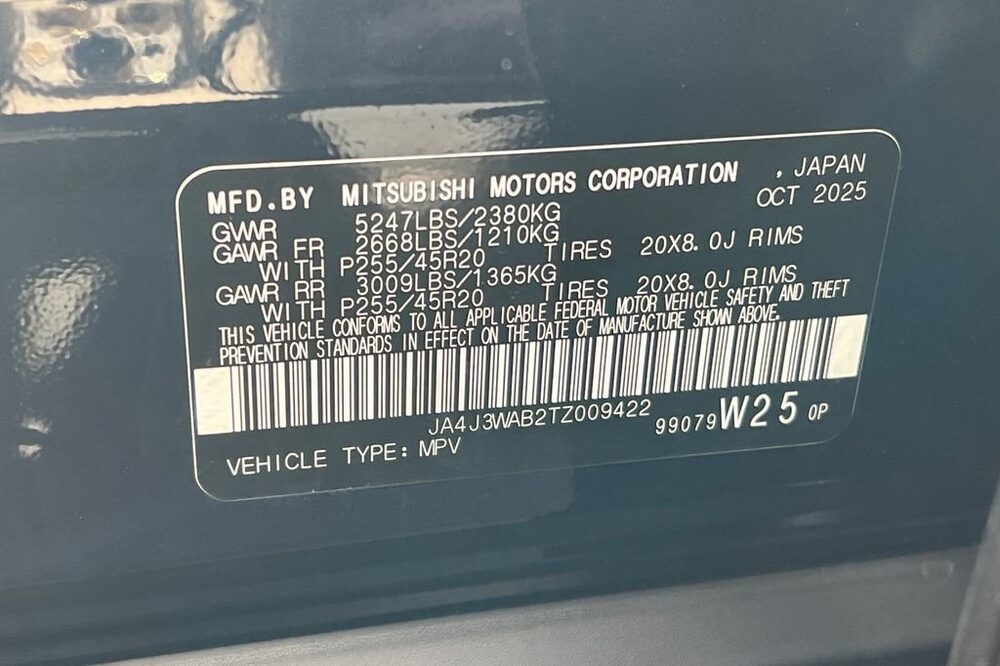 MFD.BY MITSUBISHI MOTORS CORPORATION , JAPAN
OCT 2025
GVWR 5247LBS/2380KG
GAWR FR 2668LBS/1210KG
WITH P255/45R20 TIRES 20X8.0J RIMS
GAWR RR 3009LBS/1365KG
WITH P255/45R20 TIRES 20X8.0J RIMS
THIS VEHICLE CONFORMS TO ALL APPLICABLE FEDERAL MOTOR VEHICLE SAFETY AND THEFT
PREVENTION STANDARDS IN EFFECT ON THE DATE OF MANUFACTURE SHOWN ABOVE.
JA4J3WAB2TZ009422
99079 W25 0P
VEHICLE TYPE: MPV